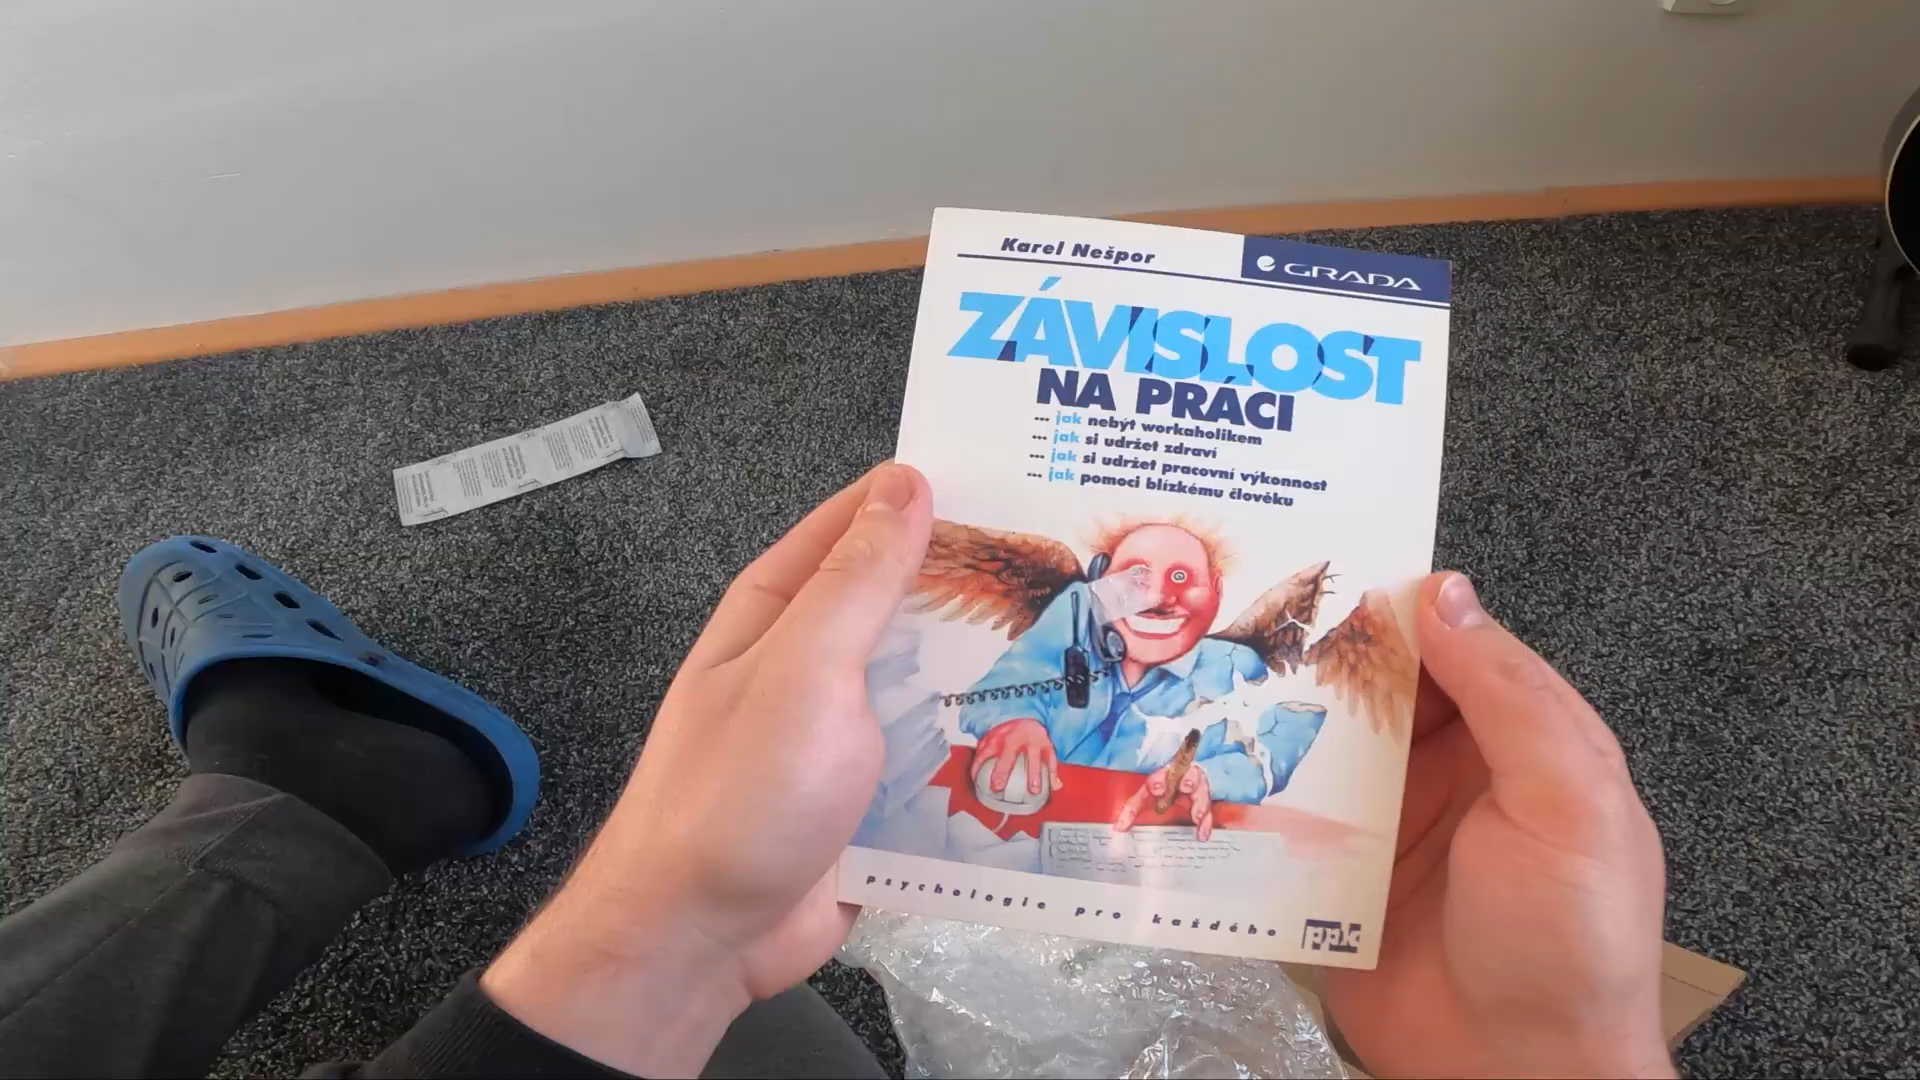 Karel Nešpor
GRADA
ZÁVISLOST
NA PRÁCI
... jak nebýt workaholikem
... jak si udržet zdraví
... jak si udržet pracovní výkonnost
... jak pomoci blízkému člověku
psychologie pro každého
ppk